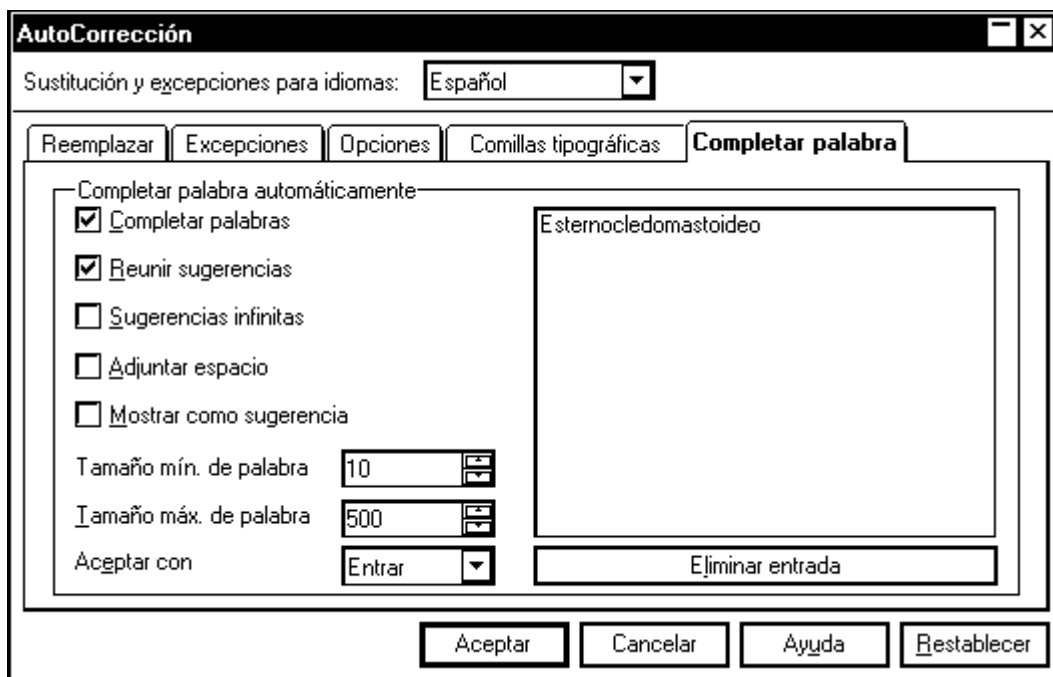 AutoCorrección
Sustitución y excepciones para idiomas: Español
Reemplazar Excepciones Opciones Comillas tipográficas Completar palabra
Completar palabra automáticamente
Completar palabras
Esternocledomastoideo
Reunir sugerencias
Sugerencias infinitas
Adjuntar espacio
Mostrar como sugerencia
Tamaño mín. de palabra 10
Tamaño máx. de palabra 500
Aceptar con Entrar Eliminar entrada
Aceptar Cancelar Ayuda Restablecer